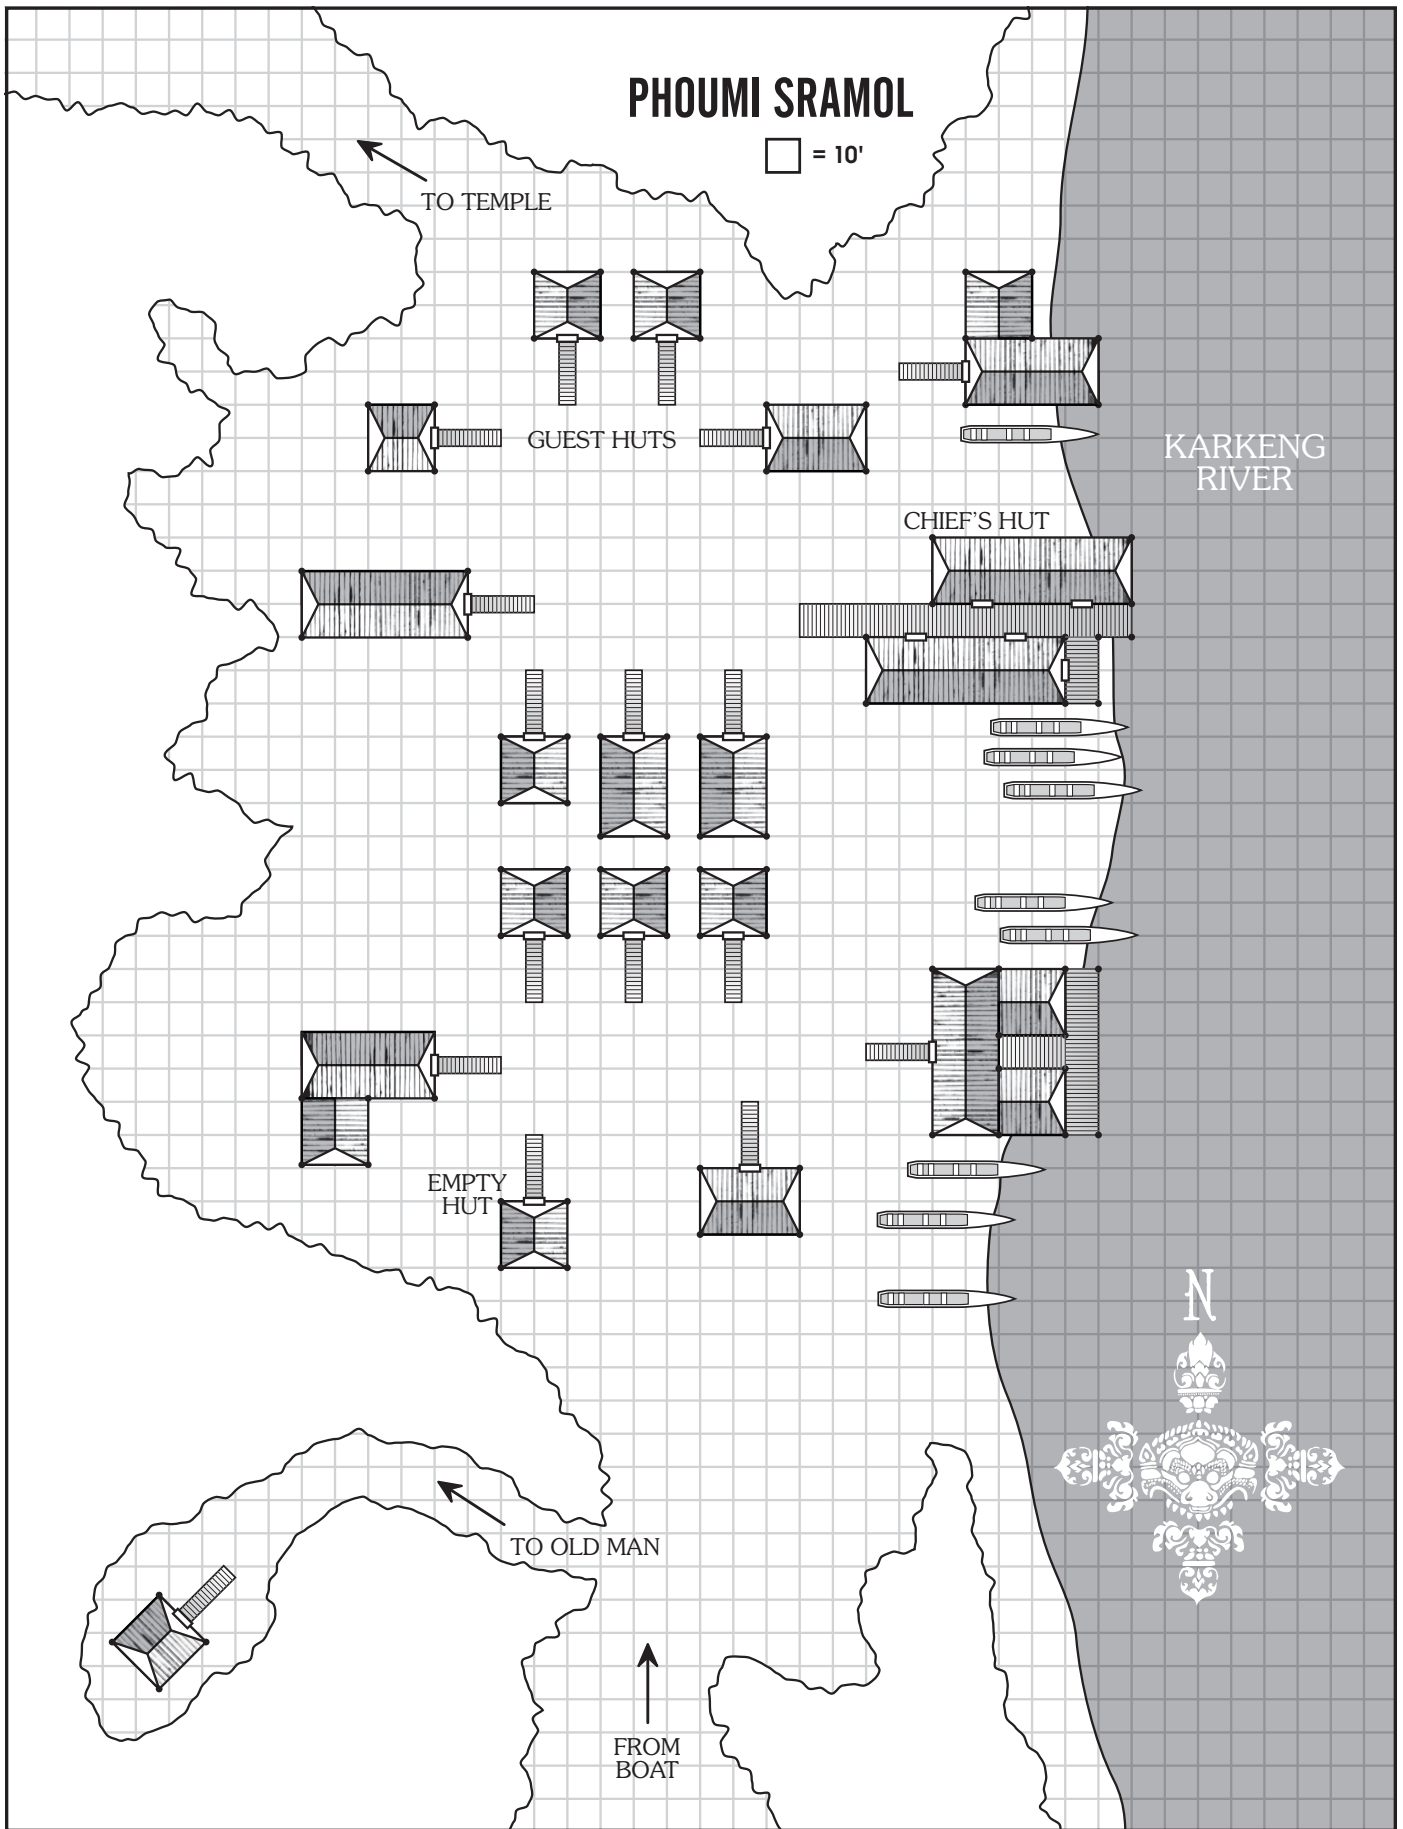 PHOUMI SRAMOL
= 10'
TO TEMPLE
GUEST HUTS
KARKENG
RIVER
CHIEF'S HUT
EMPTY
HUT
N
TO OLD MAN
FROM
BOAT